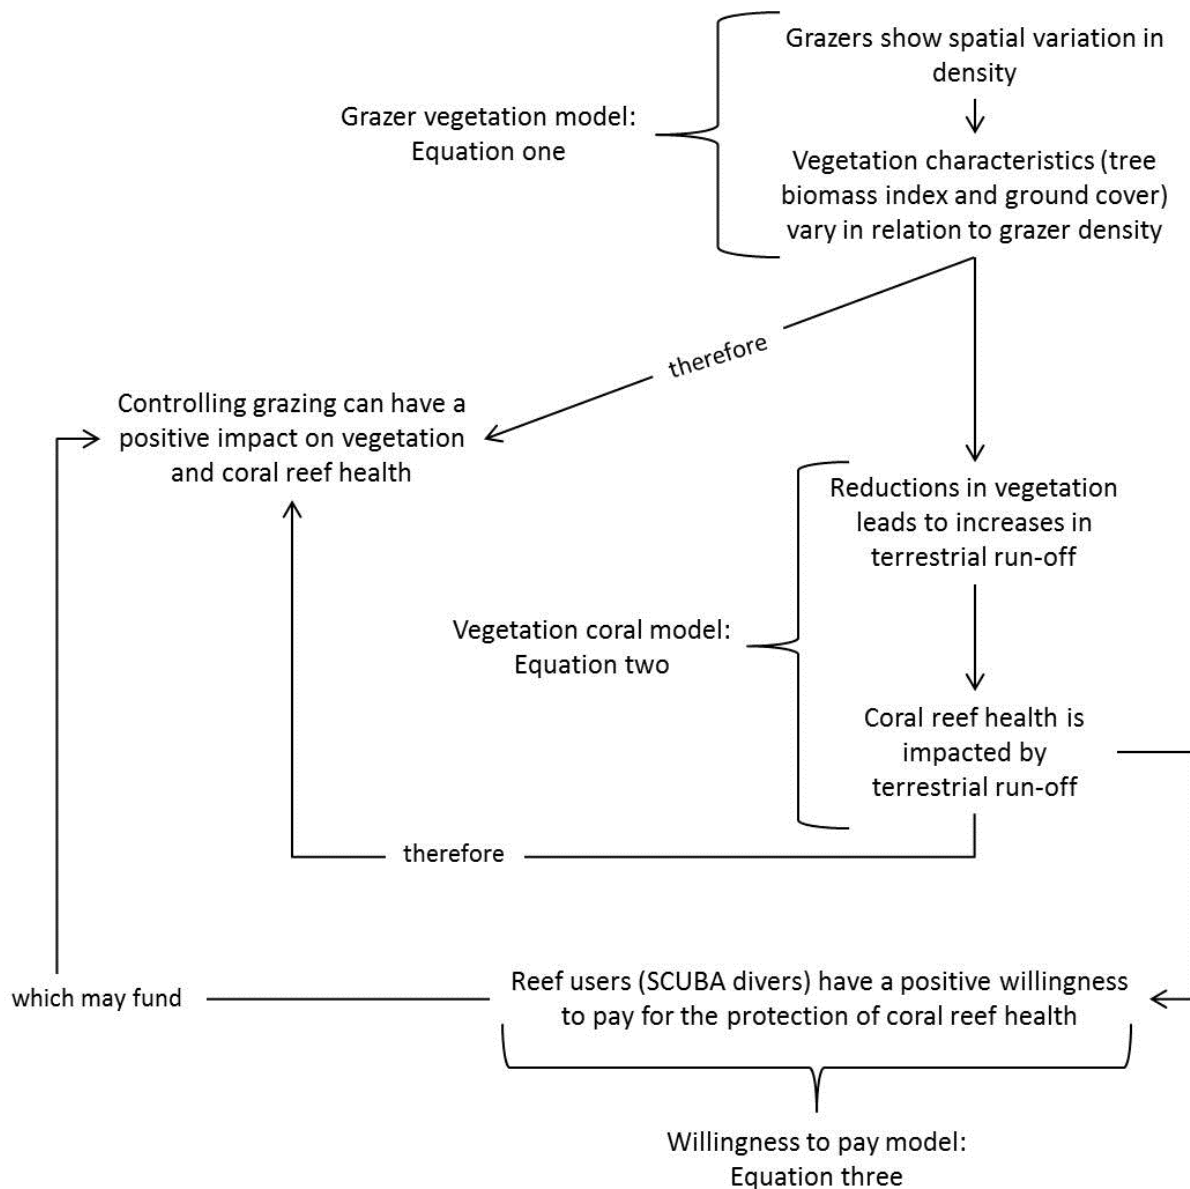 Grazers show spatial variation in
density
Grazer vegetation model:
Equation one
Vegetation characteristics (tree
biomass index and ground cover)
vary in relation to grazer density
therefore
Controlling grazing can have a
positive impact on vegetation
and coral reef health
Reductions in vegetation
leads to increases in
terrestrial run-off
Vegetation coral model:
Equation two
Coral reef health is
impacted by
terrestrial run-off
therefore
Reef users (SCUBA divers) have a positive willingness
to pay for the protection of coral reef health
which may fund
Willingness to pay model:
Equation three